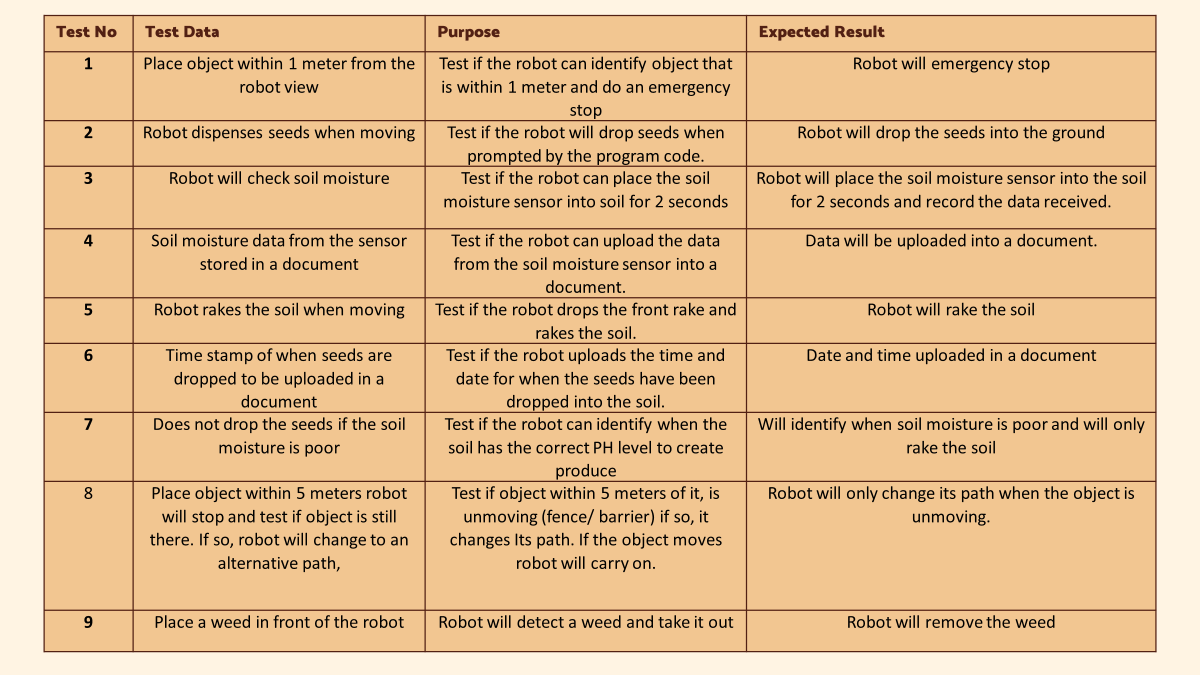 Test No Test Data Purpose Expected Result
1
Place object within 1 meter from the
robot view
Test if the robot can identify object that
is within 1 meter and do an emergency
stop
Robot will emergency stop
2
Robot dispenses seeds when moving
Test if the robot will drop seeds when
prompted by the program code.
Robot will drop the seeds into the ground
3
Robot will check soil moisture
Test if the robot can place the soil
moisture sensor into soil for 2 seconds
Robot will place the soil moisture sensor into the soil
for 2 seconds and record the data received.
4
Soil moisture data from the sensor
stored in a document
Test if the robot can upload the data
from the soil moisture sensor into a
document.
Data will be uploaded into a document.
5
Robot rakes the soil when moving
Test if the robot drops the front rake and
rakes the soil.
Robot will rake the soil
6
Time stamp of when seeds are
dropped to be uploaded in a
document
Test if the robot uploads the time and
date for when the seeds have been
dropped into the soil.
Date and time uploaded in a document
7
Does not drop the seeds if the soil
moisture is poor
Test if the robot can identify when the
soil has the correct PH level to create
produce
Will identify when soil moisture is poor and will only
rake the soil
8
Place object within 5 meters robot
will stop and test if object is still
there. If so, robot will change to an
alternative path,
Test if object within 5 meters of it, is
unmoving (fence/ barrier) if so, it
changes Its path. If the object moves
robot will carry on.
Robot will only change its path when the object is
unmoving.
9
Place a weed in front of the robot
Robot will detect a weed and take it out
Robot will remove the weed